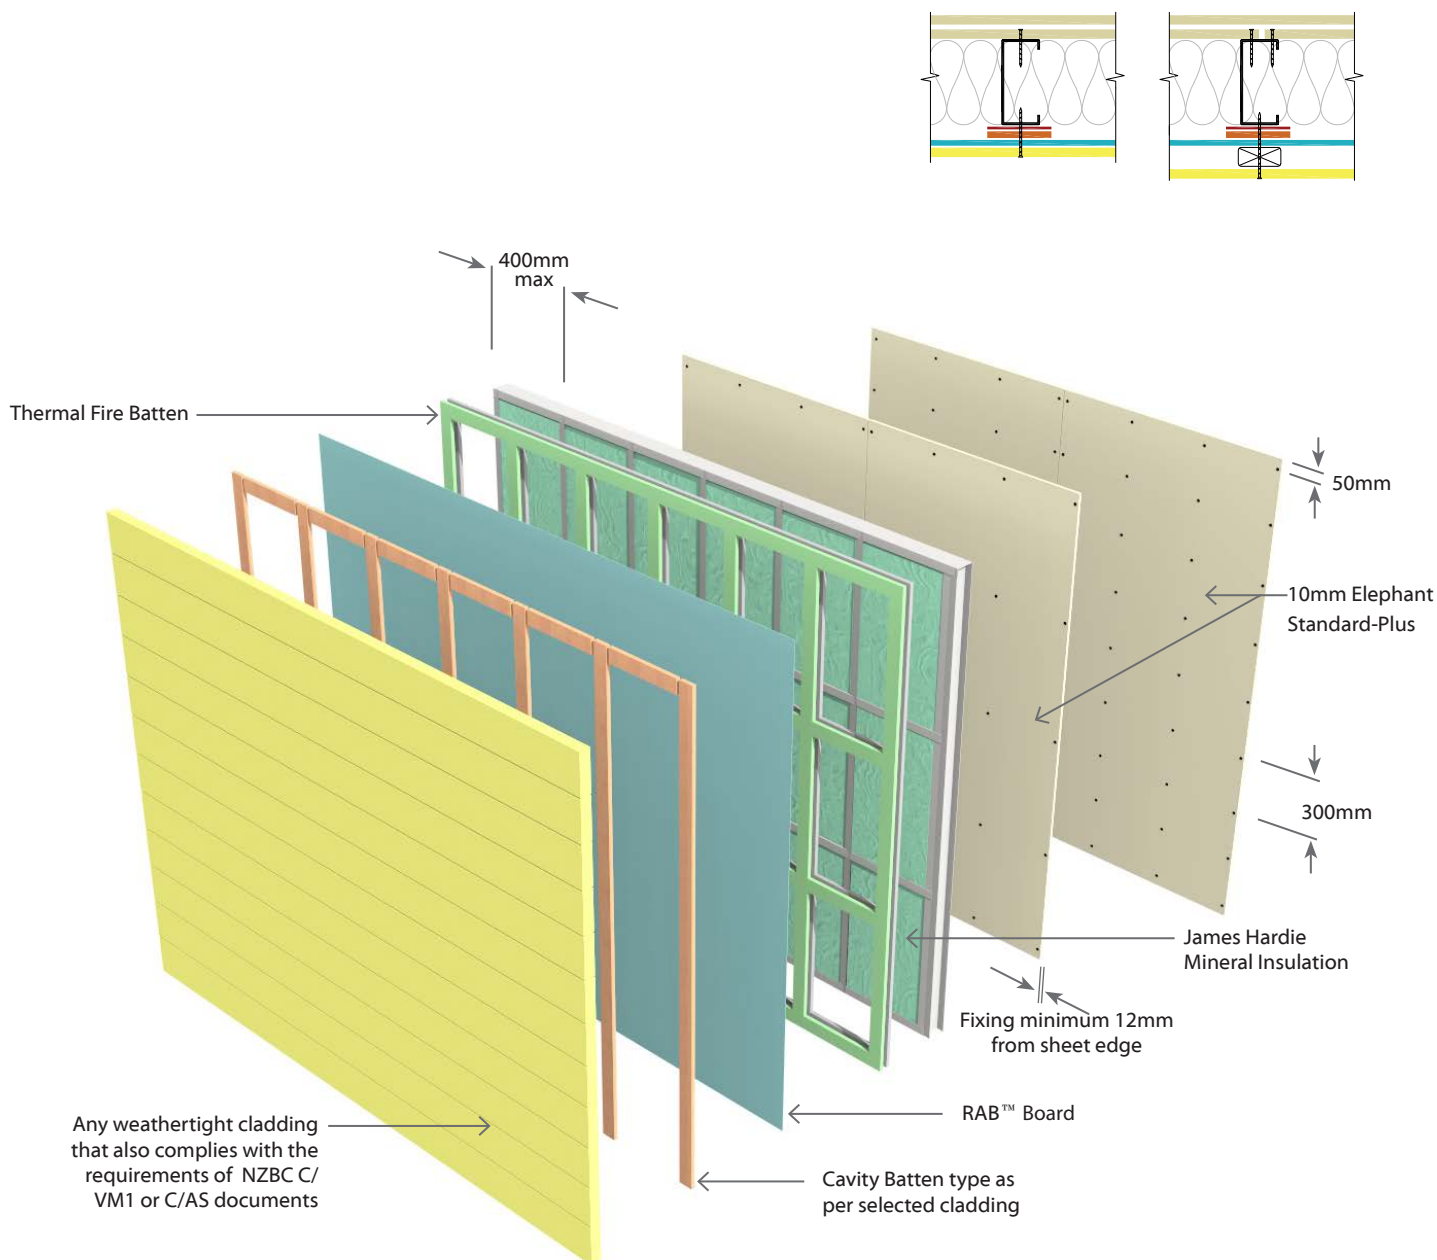 400mm
max
Thermal Fire Batten
50mm
10mm Elephant
Standard-Plus
300mm
James Hardie
Mineral Insulation
Fixing minimum 12mm
from sheet edge
RAB™ Board
Any weathertight cladding
that also complies with the
requirements of NZBC C/
VM1 or C/AS documents
Cavity Batten type as
per selected cladding